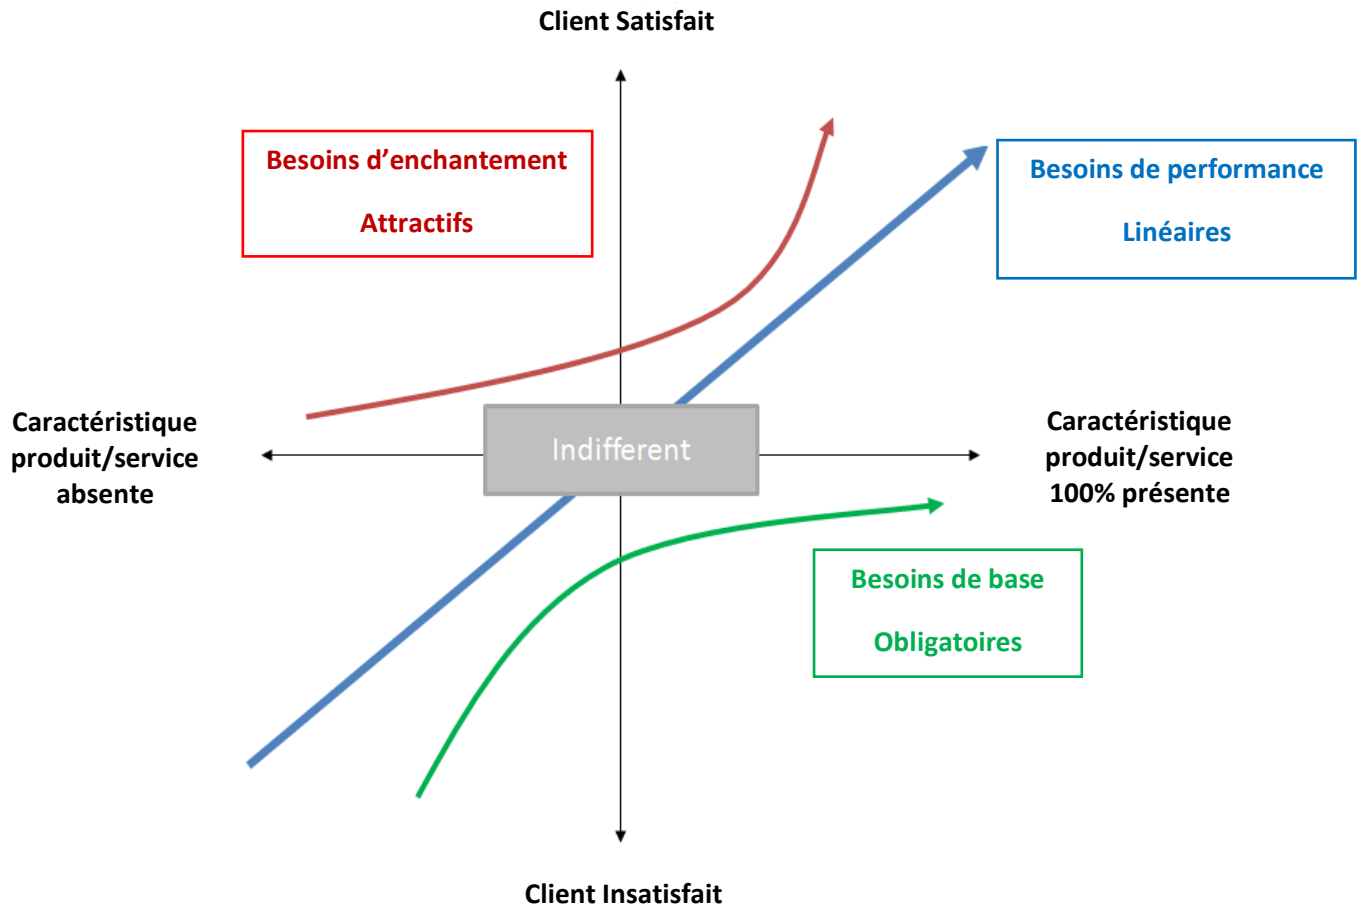 Client Satisfait
Besoins d’enchantement
Attractifs
Besoins de performance
Linéaires
Caractéristique
produit/service
absente
Indifferent
Caractéristique
produit/service
100% présente
Besoins de base
Obligatoires
Client Insatisfait